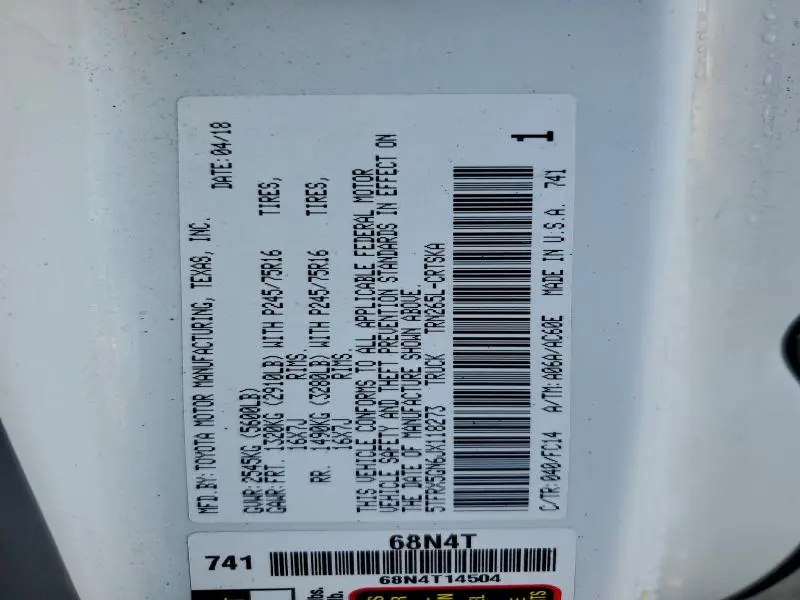 MFD.BY: TOYOTA MOTOR MANUFACTURING, TEXAS, INC. DATE: 04/18
GVWR: 2545KG (5600LB)
GAWR: FRT. 1320KG (2910LB) WITH P245/75R16 TIRES,
16X7J RIMS.
RR. 1490KG (3280LB) WITH P245/75R16 TIRES,
16X7J RIMS.
THIS VEHICLE CONFORMS TO ALL APPLICABLE FEDERAL MOTOR
VEHICLE SAFETY AND THEFT PREVENTION STANDARDS IN EFFECT ON
THE DATE OF MANUFACTURE SHOWN ABOVE.
5TFRX5GN6JX118273 TRUCK TRN265L-CRTSKA
1
C/TR: 040/FC14 A/TM: A06A/AC60E MADE IN U.S.A. 741
68N4T
741
68N4T14504